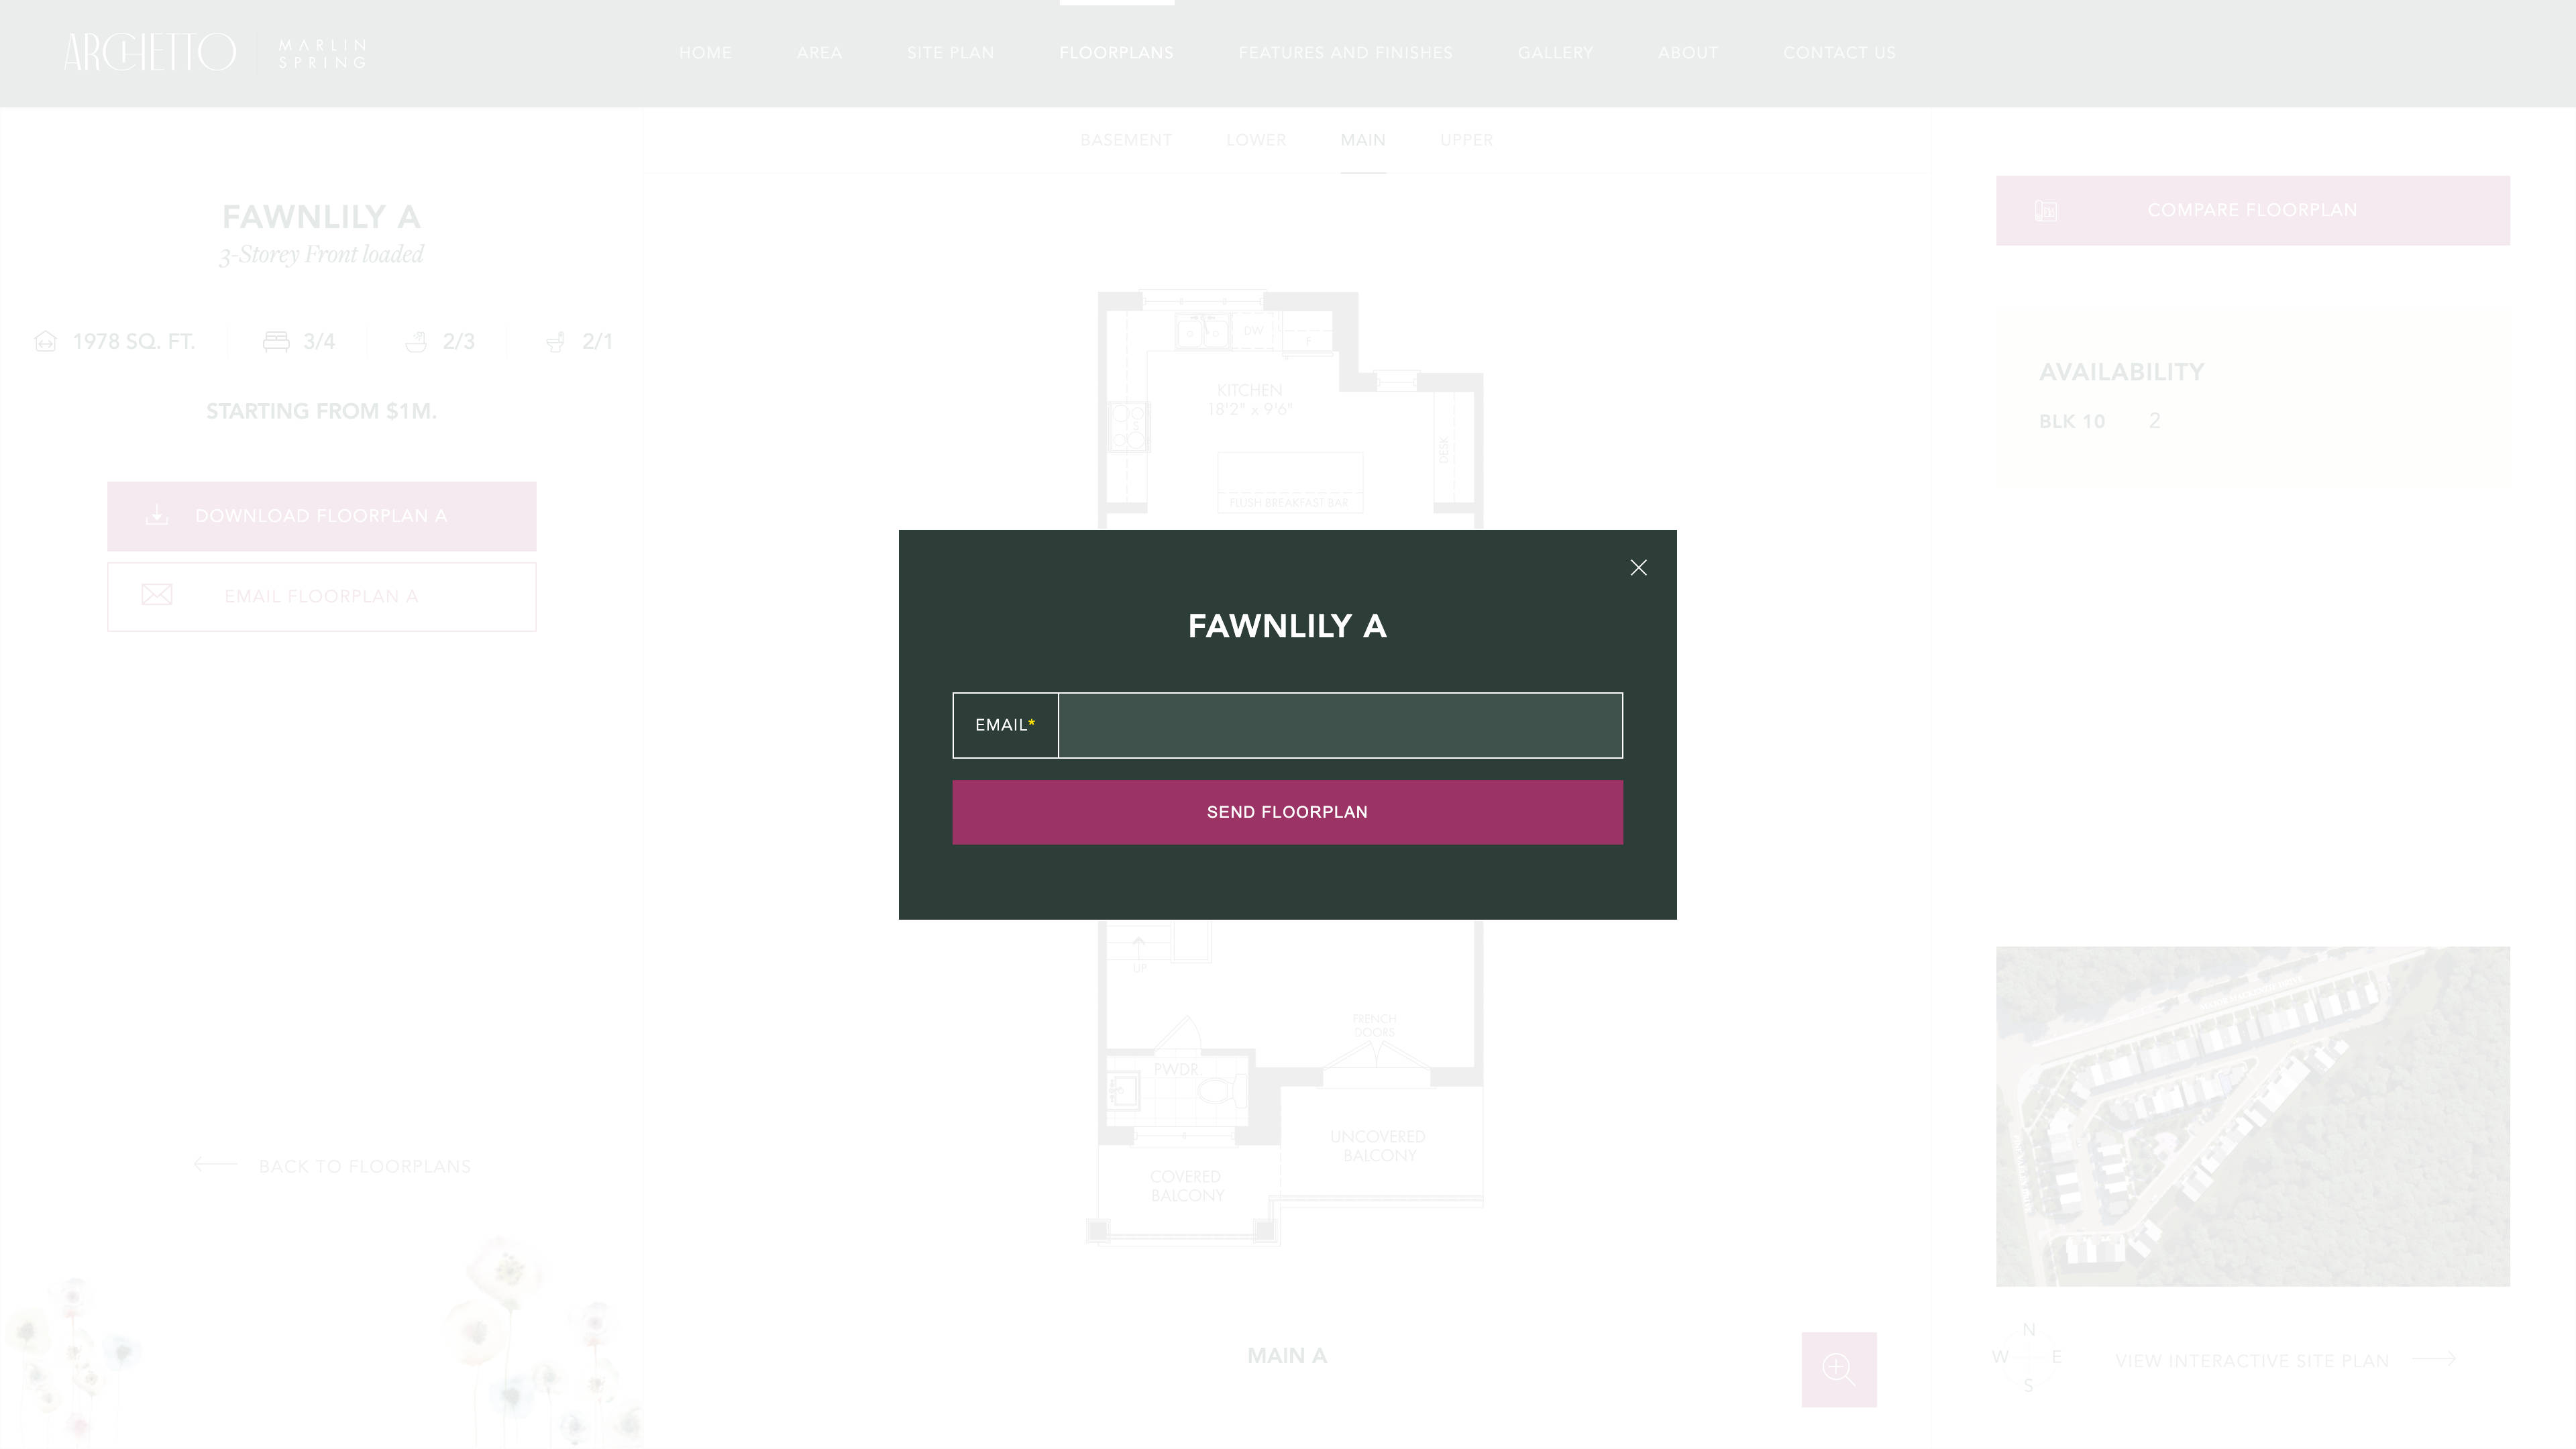 ARCHETTO
MARLIN
SPRING
HOME
AREA
SITE PLAN
FLOORPLANS
FEATURES AND FINISHES
GALLERY
ABOUT
CONTACT US
FAWNLILY A
3-Storey Front loaded
1978 SQ. FT.
3/4
2/3
2/1
STARTING FROM $1M.
DOWNLOAD FLOORPLAN A
EMAIL FLOORPLAN A
BACK TO FLOORPLANS
BASEMENT
LOWER
MAIN
UPPER
DW
F
KITCHEN
18'2" x 9'6"
DESK
FLUSH BREAKFAST BAR
FAWNLILY A
EMAIL*
SEND FLOORPLAN
UP
FRENCH
DOORS
PWDR
UNCOVERED
BALCONY
COVERED
BALCONY
MAIN A
COMPARE FLOORPLAN
AVAILABILITY
BLK 10
2
N
W
E
S
VIEW INTERACTIVE SITE PLAN